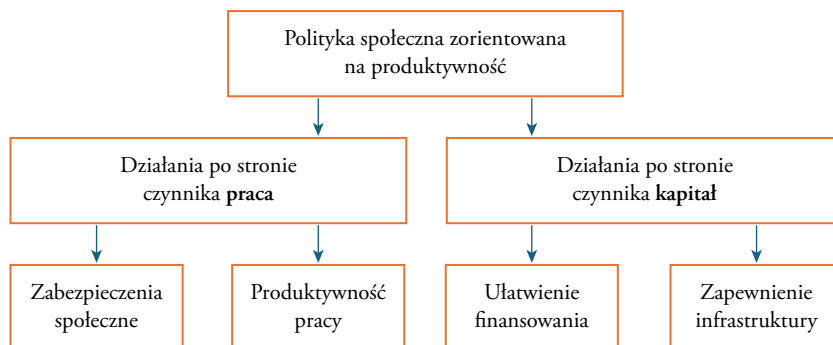 Polityka społeczna zorientowana
na produktywność
Działania po stronie
czynnika praca
Działania po stronie
czynnika kapitał
Zabezpieczenia
społeczne
Produktywność
pracy
Ułatwienie
finansowania
Zapewnienie
infrastruktury